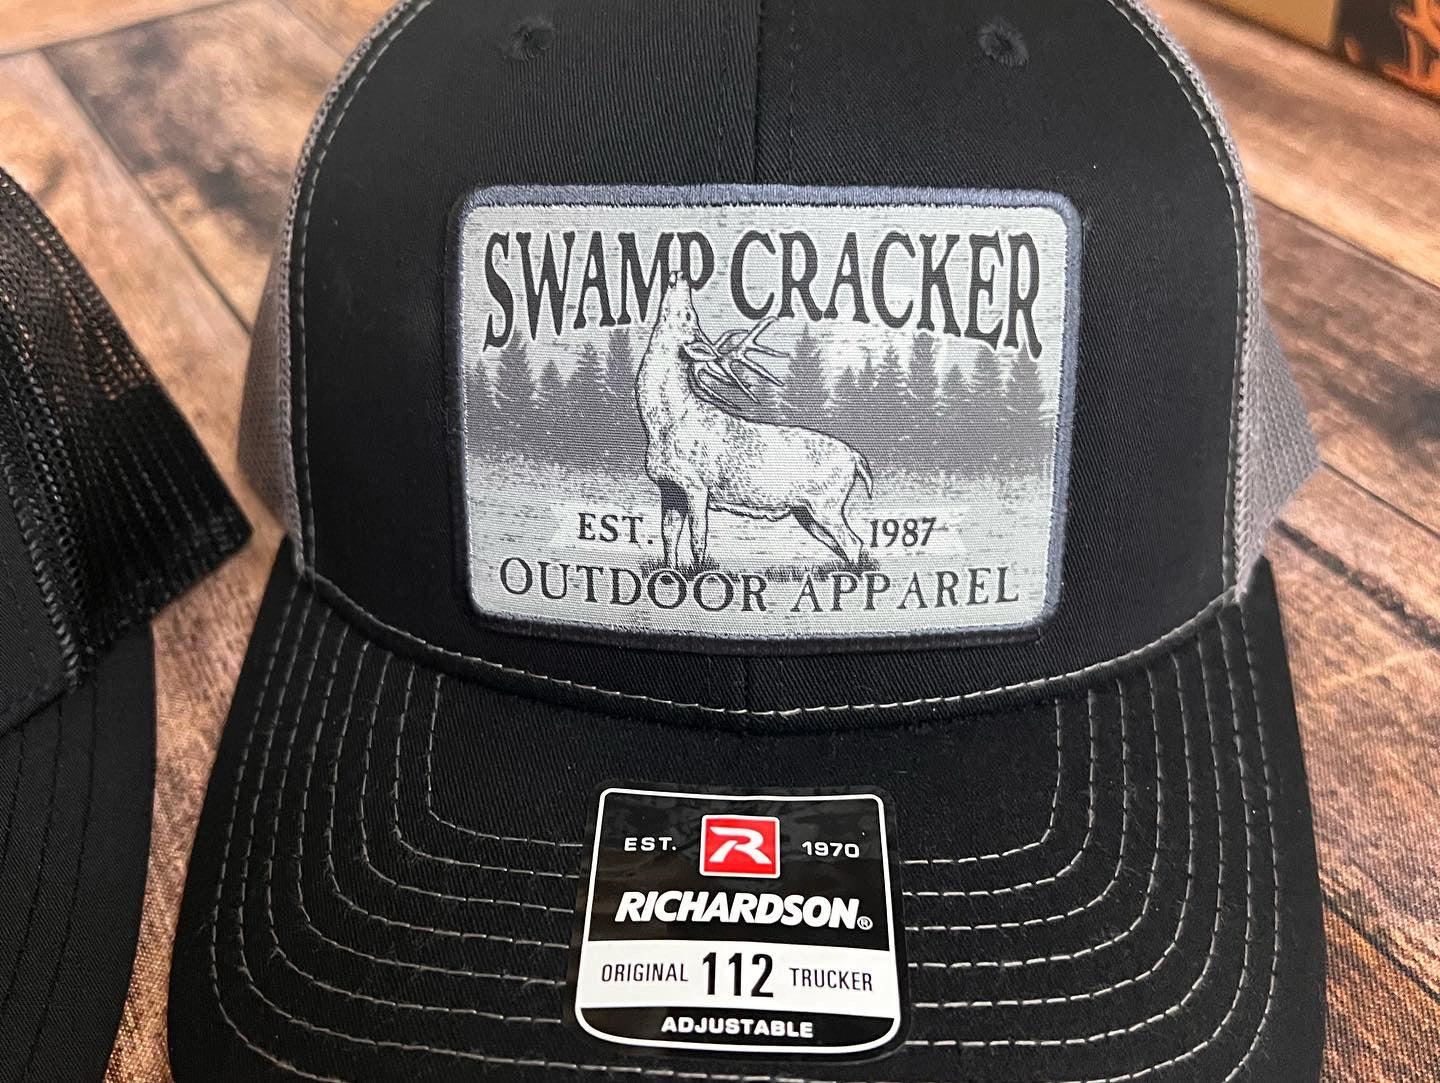 SWAMP CRACKER
EST. 1987
OUTDOOR APPAREL
EST. R 1970
RICHARDSON®
ORIGINAL 112 TRUCKER
ADJUSTABLE